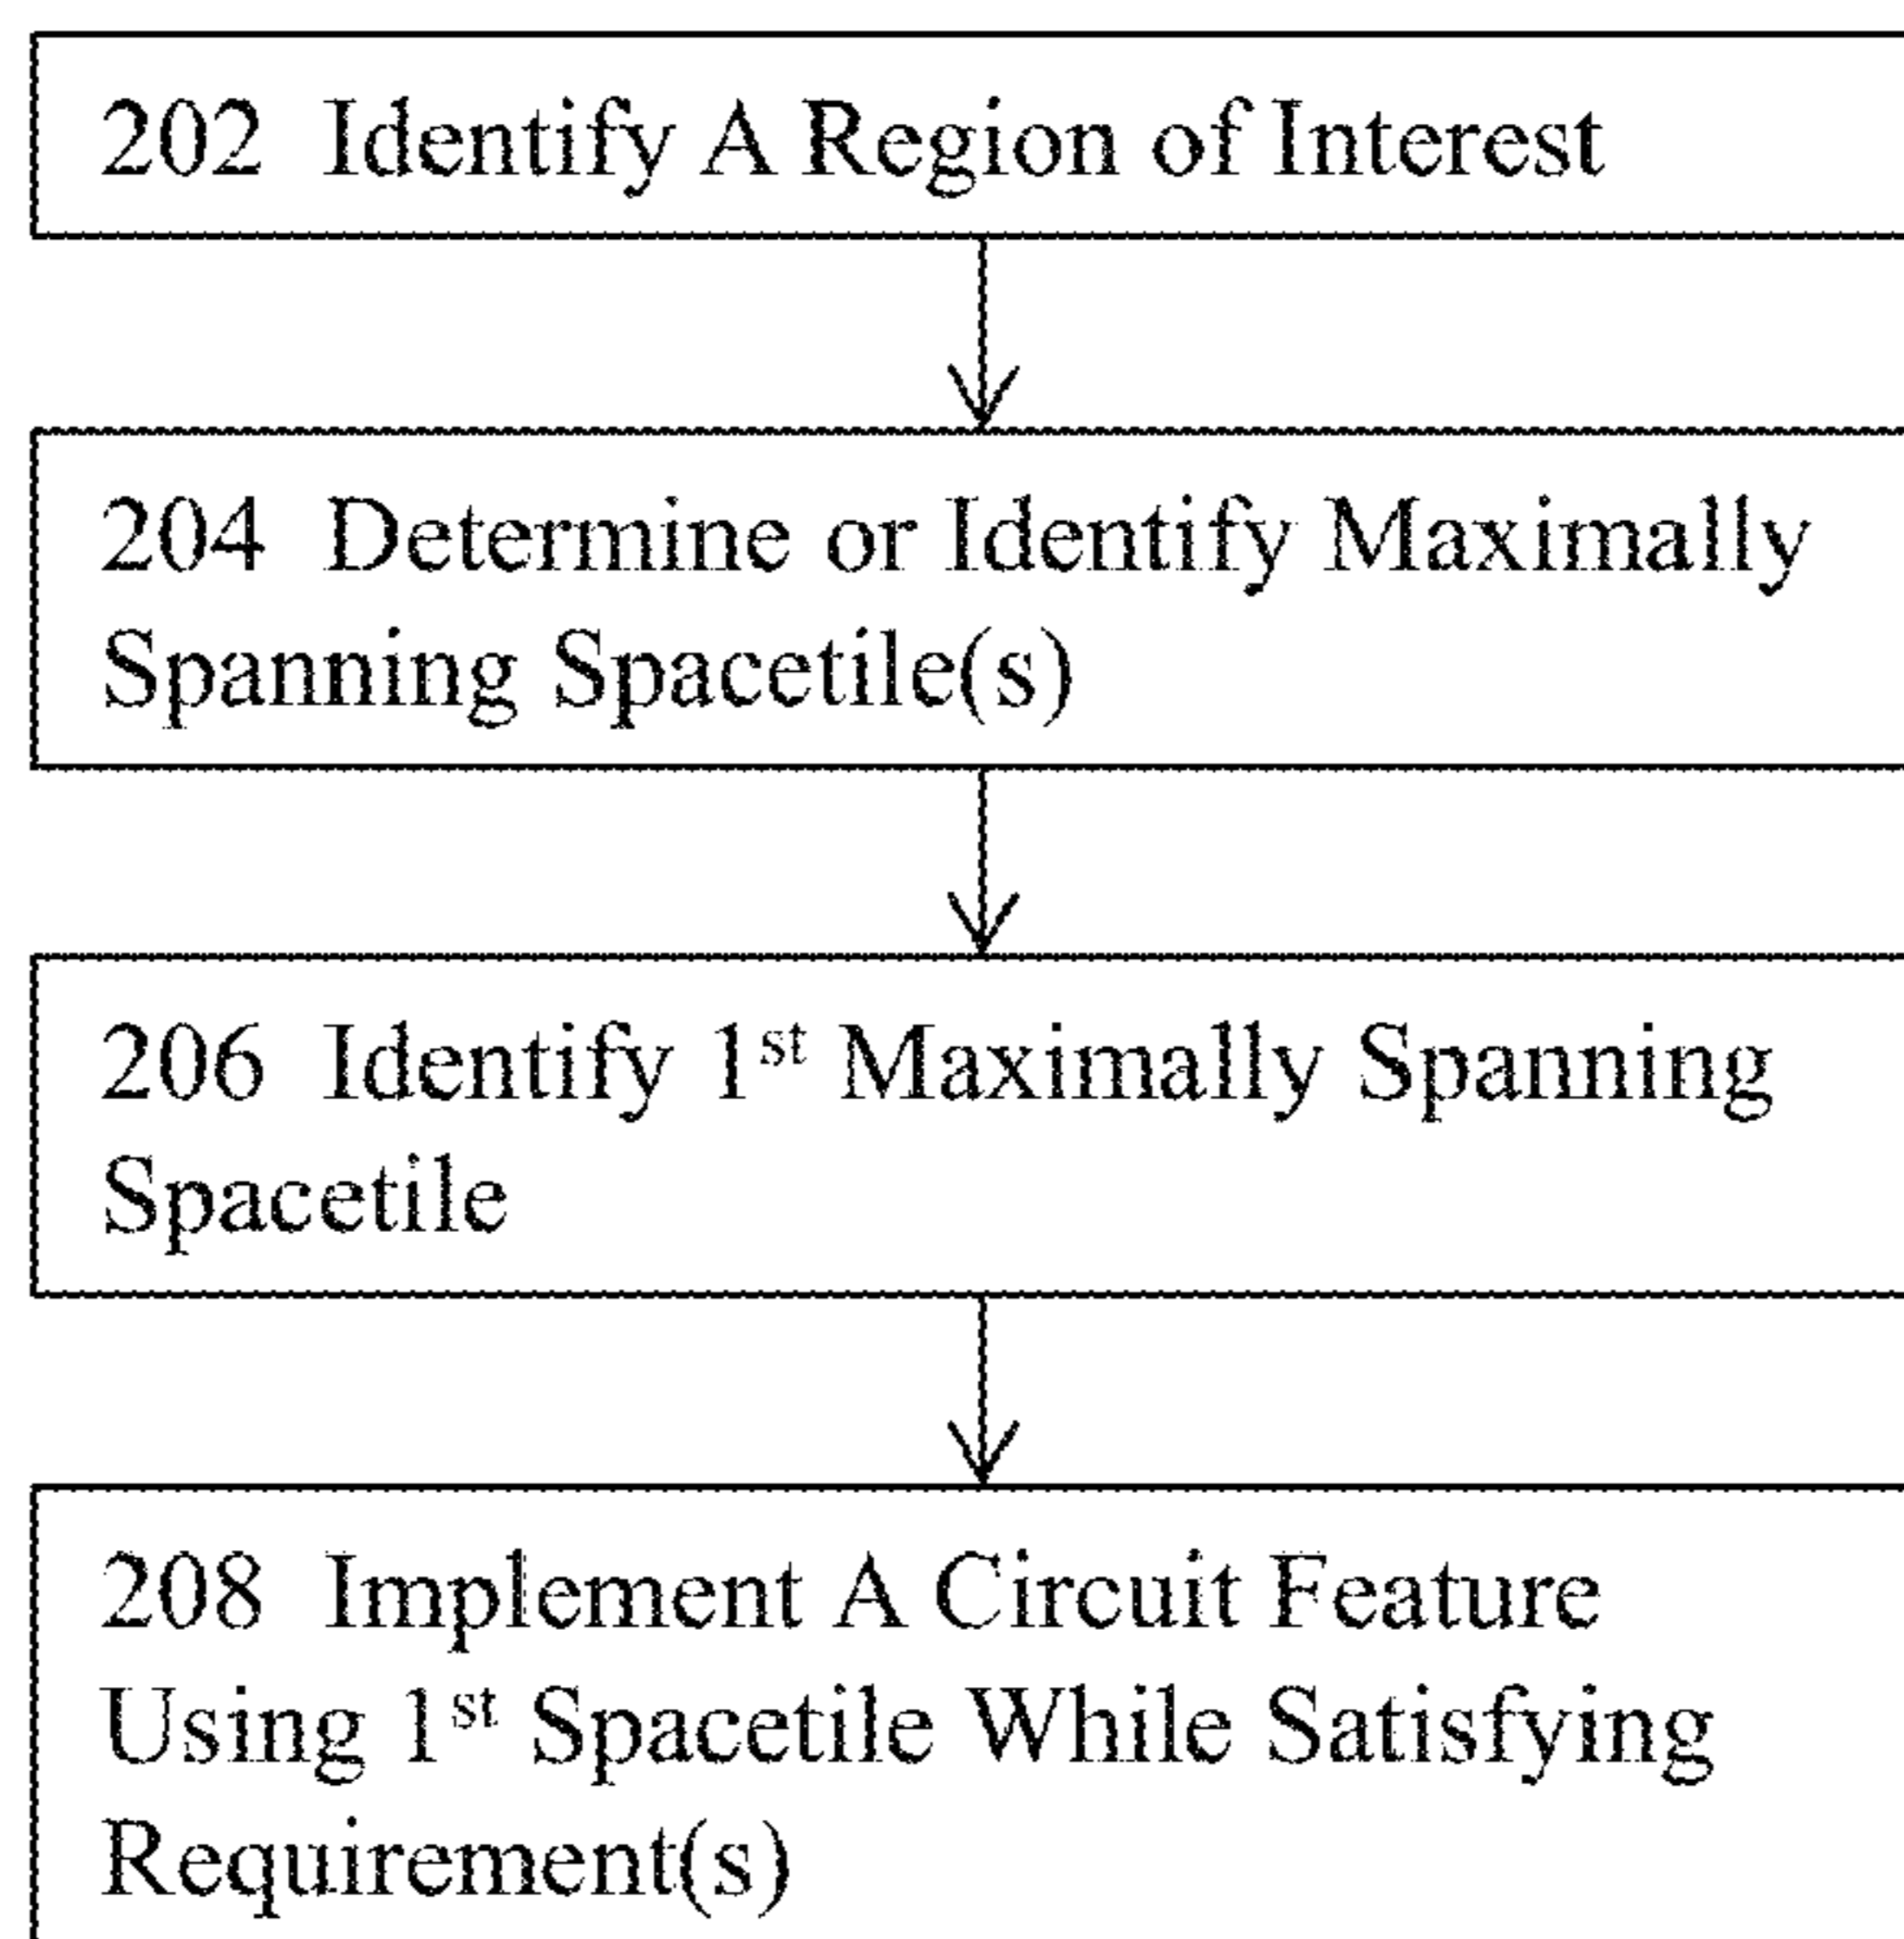 202 Identify A Region of Interest
204 Determine or Identify Maximally
Spanning Spacetile(s)
206 Identify 1st Maximally Spanning
Spacetile
208 Implement A Circuit Feature
Using 1st Spacetile While Satisfying
Requirement(s)